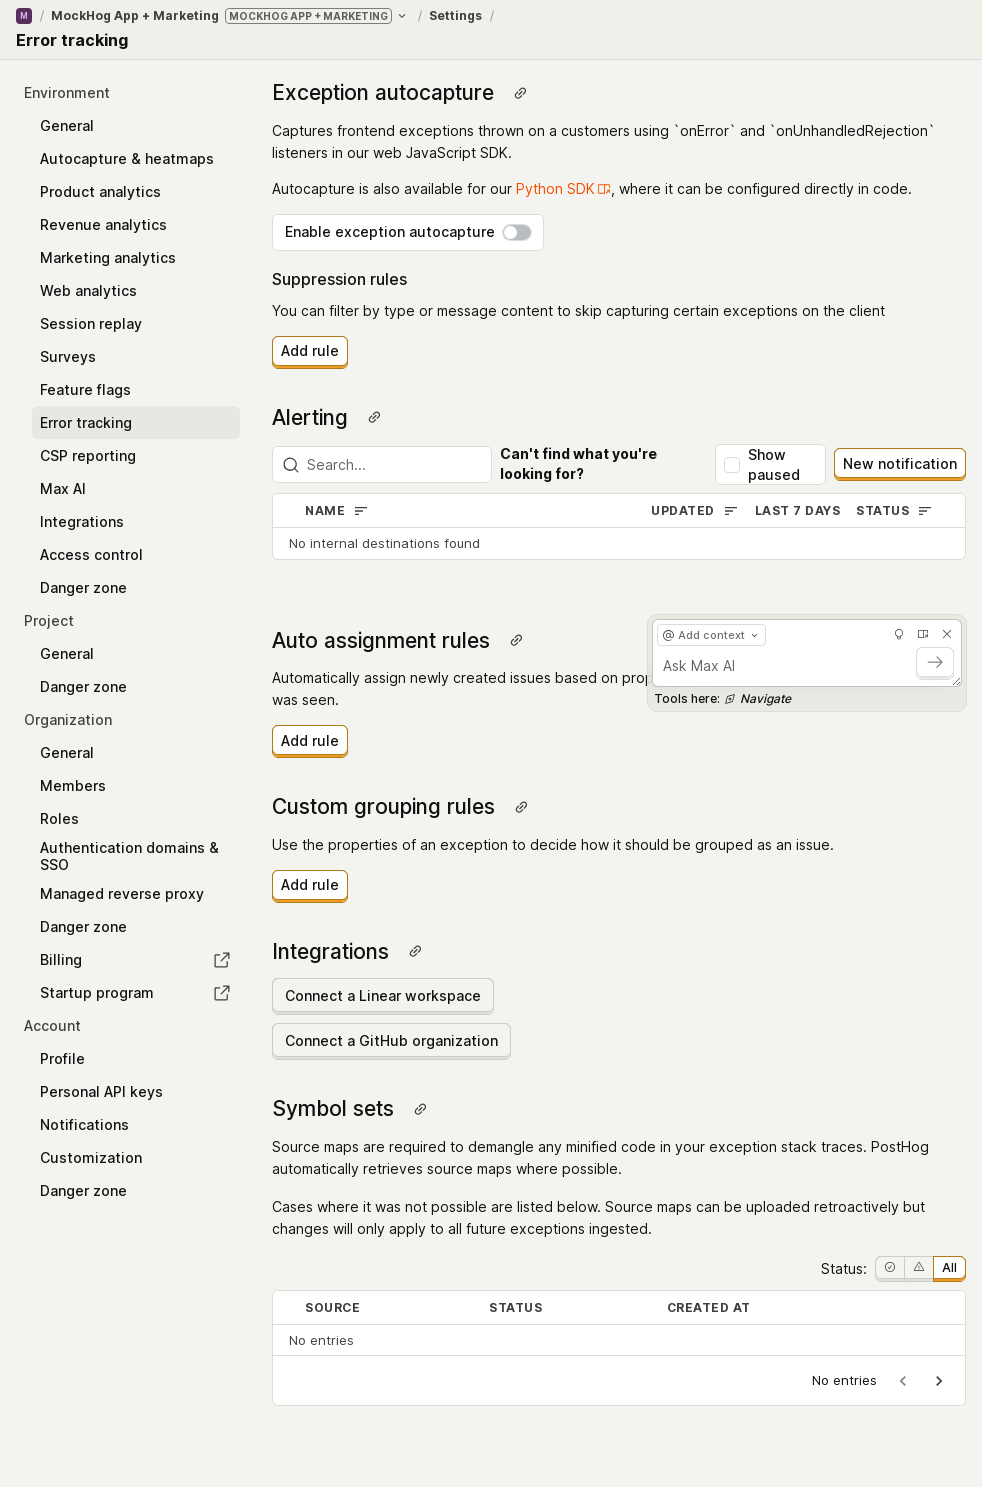 M / MockHog App + Marketing MOCKHOG APP + MARKETING / Settings /
Error tracking
Environment
General
Autocapture & heatmaps
Product analytics
Revenue analytics
Marketing analytics
Web analytics
Session replay
Surveys
Feature flags
Error tracking
CSP reporting
Max AI
Integrations
Access control
Danger zone
Project
General
Danger zone
Organization
General
Members
Roles
Authentication domains &
SSO
Managed reverse proxy
Danger zone
Billing
Startup program
Account
Profile
Personal API keys
Notifications
Customization
Danger zone
Exception autocapture
Captures frontend exceptions thrown on a customers using `onError` and `onUnhandledRejection`
listeners in our web JavaScript SDK.
Autocapture is also available for our Python SDK, where it can be configured directly in code.
Enable exception autocapture
Suppression rules
You can filter by type or message content to skip capturing certain exceptions on the client
Add rule
Alerting
Search...
Can't find what you're
looking for?
Show
paused
New notification
NAME UPDATED LAST 7 DAYS STATUS
No internal destinations found
Auto assignment rules
Automatically assign newly created issues based on prop
was seen.
Add rule
@ Add context
Ask Max AI
Tools here: Navigate
Custom grouping rules
Use the properties of an exception to decide how it should be grouped as an issue.
Add rule
Integrations
Connect a Linear workspace
Connect a GitHub organization
Symbol sets
Source maps are required to demangle any minified code in your exception stack traces. PostHog
automatically retrieves source maps where possible.
Cases where it was not possible are listed below. Source maps can be uploaded retroactively but
changes will only apply to all future exceptions ingested.
Status: All
SOURCE STATUS CREATED AT
No entries
No entries